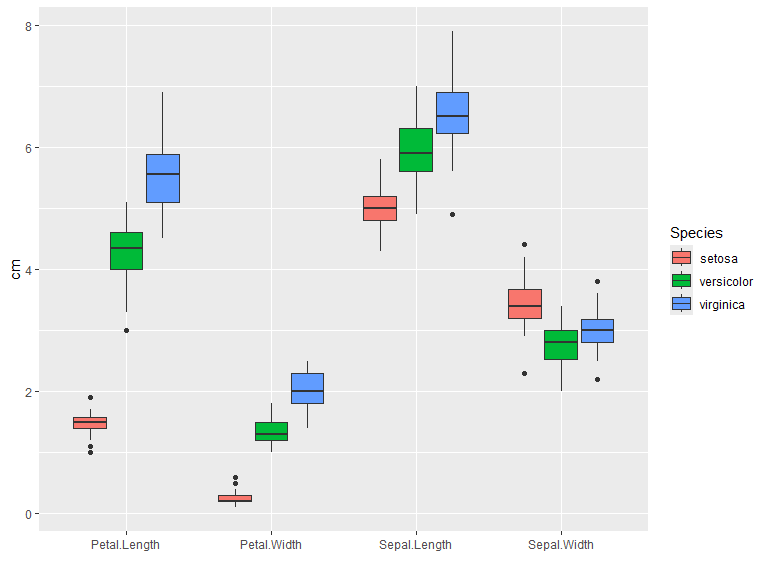 8
6
4
2
0
cm
Petal.Length Petal.Width Sepal.Length Sepal.Width
Species
setosa
versicolor
virginica